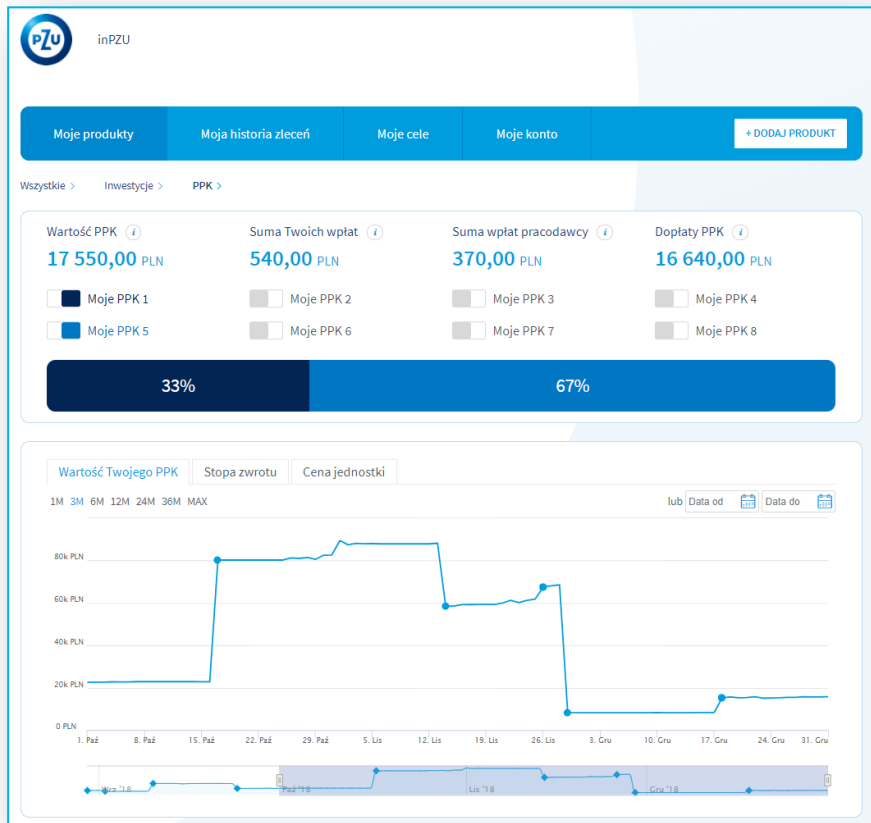 PZU
inPZU
Moje produkty Moja historia zleceń Moje cele Moje konto + DODAJ PRODUKT
Wszystkie > Inwestycje > PPK >
Wartość PPK i Suma Twoich wpłat i Suma wpłat pracodawcy i Dopłaty PPK i
17 550,00 PLN 540,00 PLN 370,00 PLN 16 640,00 PLN
Moje PPK 1 Moje PPK 2 Moje PPK 3 Moje PPK 4
Moje PPK 5 Moje PPK 6 Moje PPK 7 Moje PPK 8
33% 67%
Wartość Twojego PPK Stopa zwrotu Cena jednostki
1M 3M 6M 12M 24M 36M MAX lub Data od Data do
80k PLN
60k PLN
40k PLN
20k PLN
0 PLN
1. Paź 8. Paź 15. Paź 22. Paź 29. Paź 5. Lis 12. Lis 19. Lis 26. Lis 3. Gru 10. Gru 17. Gru 24. Gru 31. Gru
Wrz '18 Paź '18 Lis '18 Gru '18